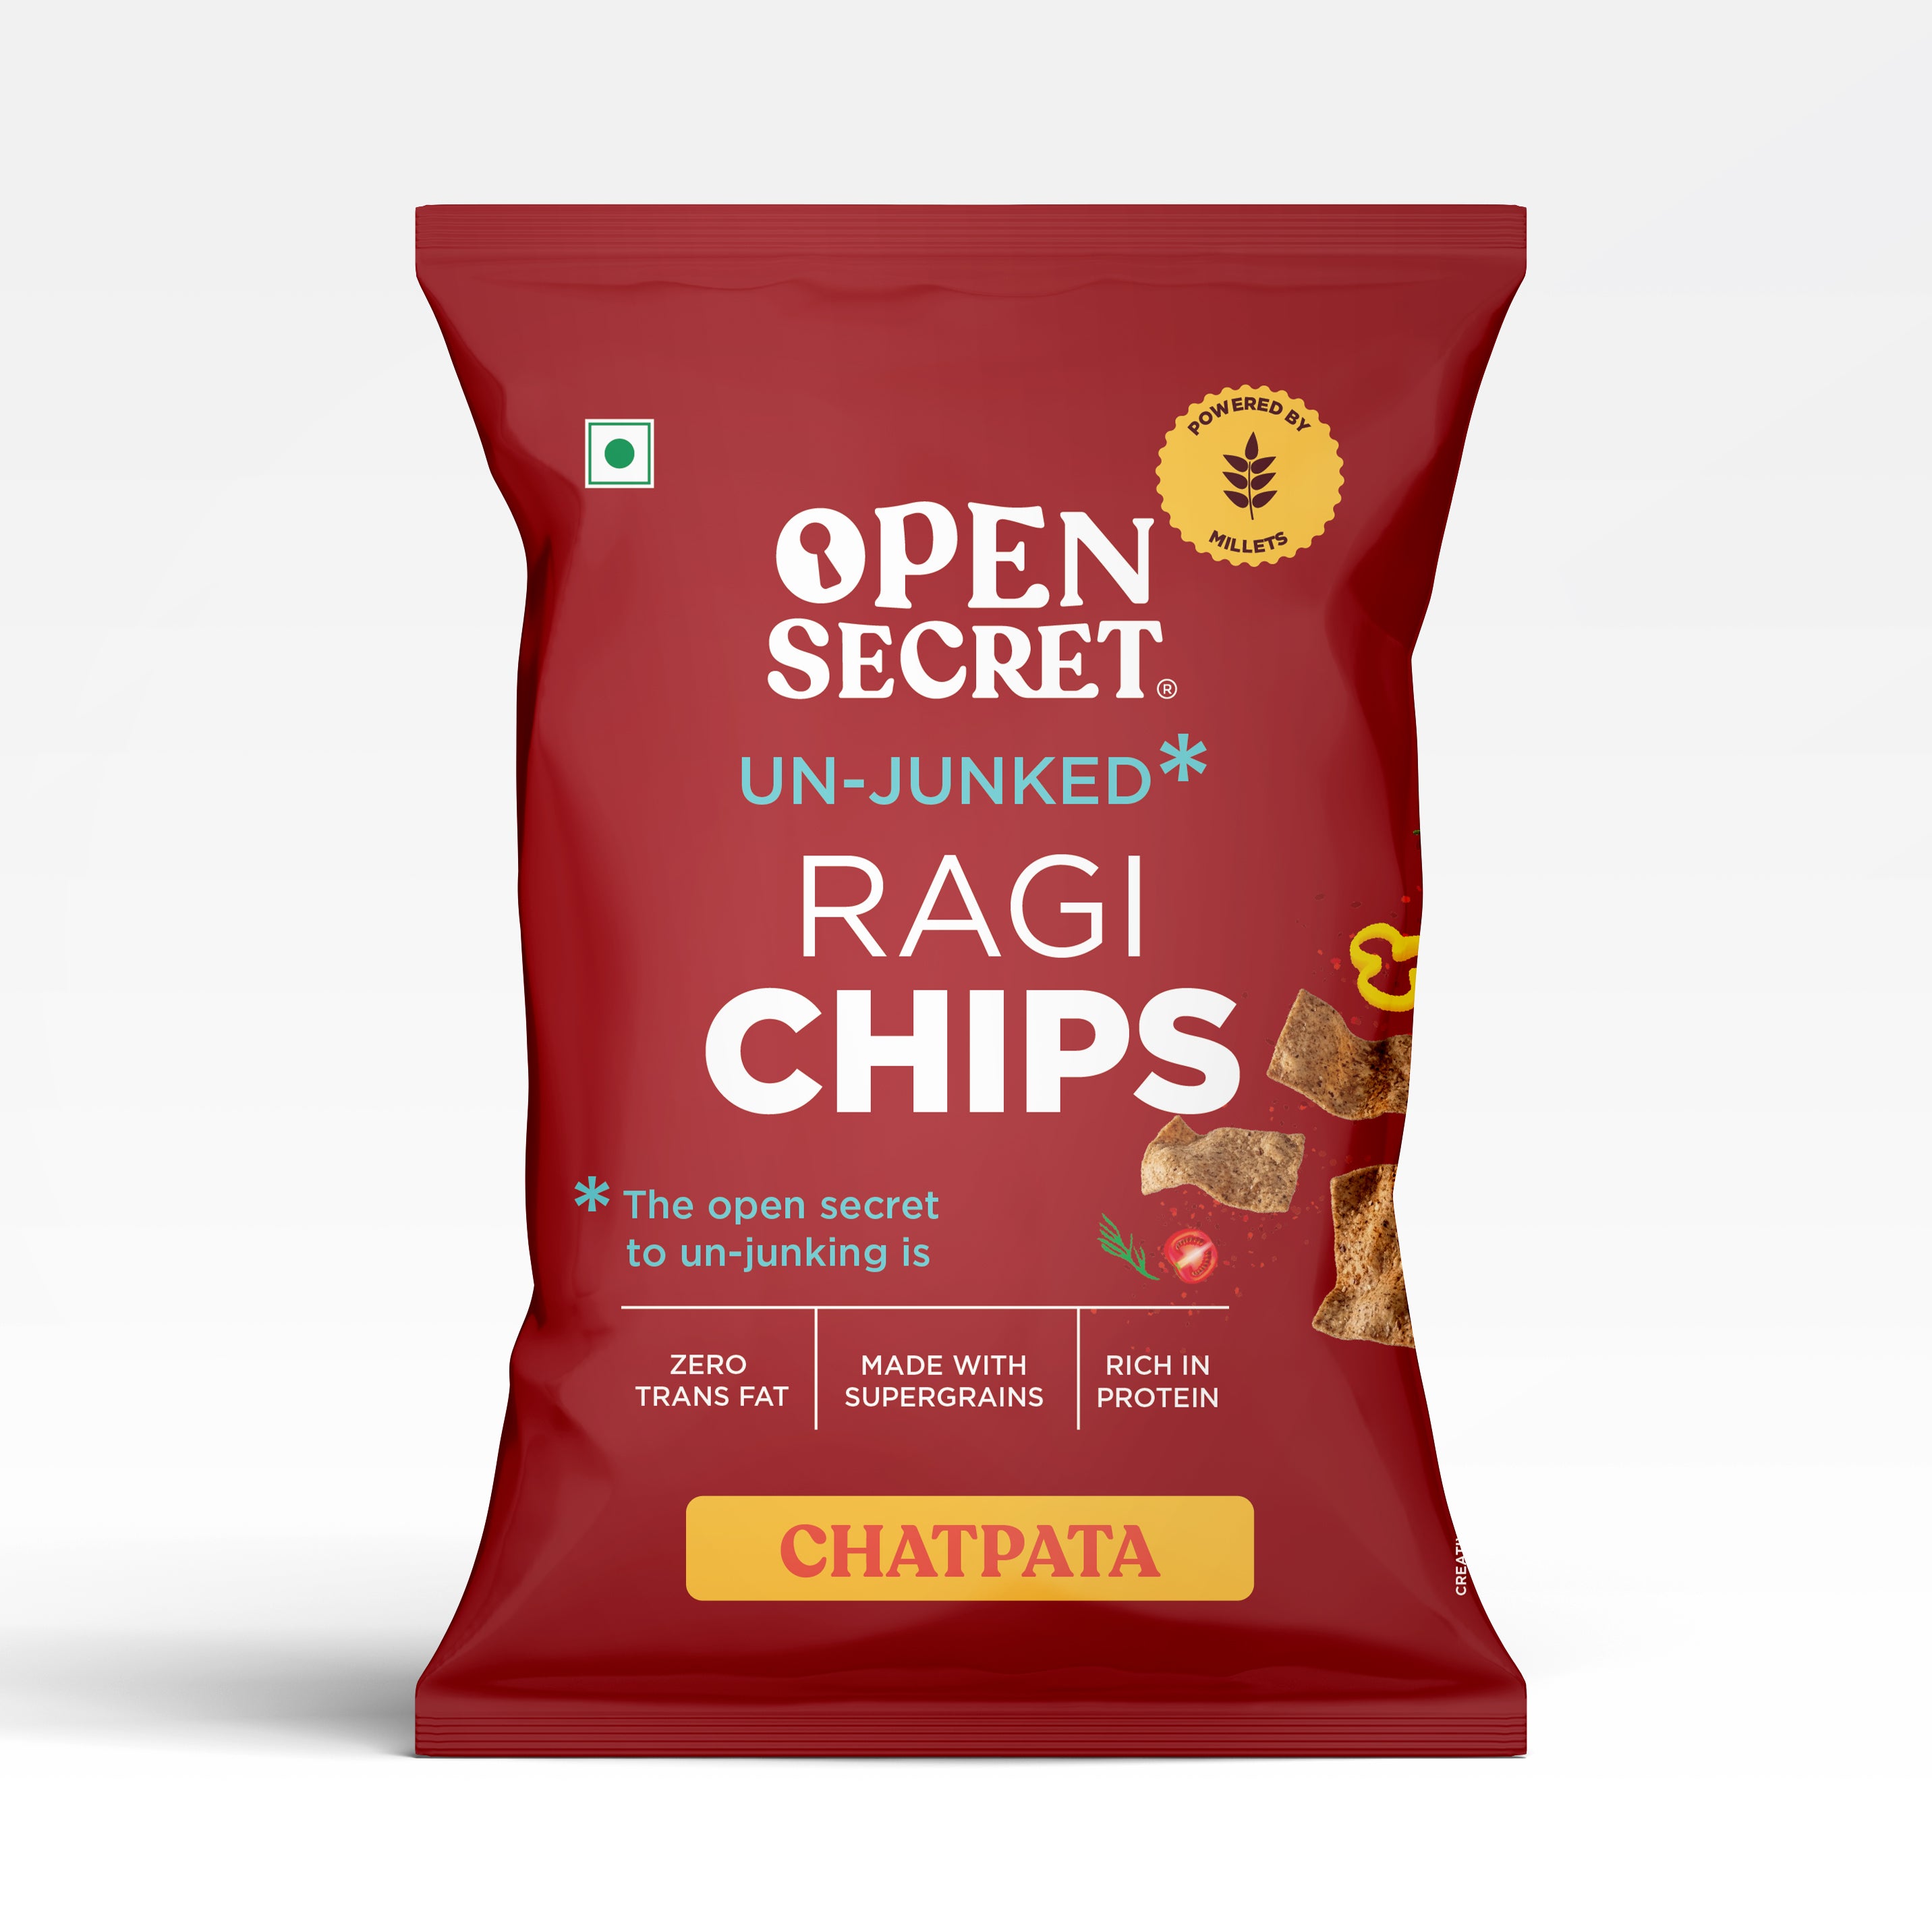 POWERED BY
MILLETS
OPEN
SECRET®
UN-JUNKED*
RAGI
CHIPS
* The open secret
to un-junking is
ZERO
TRANS FAT
MADE WITH
SUPERGRAINS
RICH IN
PROTEIN
CHATPATA